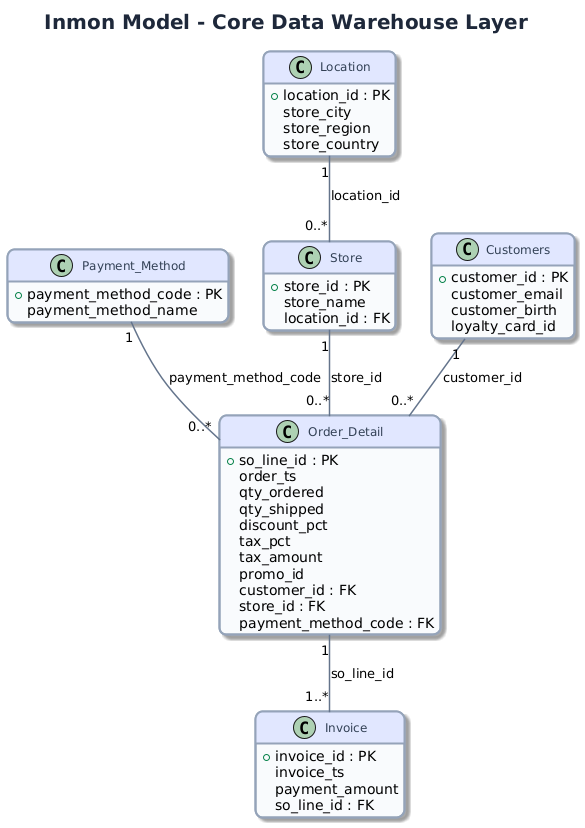 Inmon Model - Core Data Warehouse Layer
C Location
location_id : PK
store_city
store_region
store_country
1
location_id
0..*
C Payment_Method
payment_method_code : PK
payment_method_name
C Store
store_id : PK
store_name
location_id : FK
C Customers
customer_id : PK
customer_email
customer_birth
loyalty_card_id
1
payment_method_code
0..*
1
store_id
0..*
1
customer_id
0..*
C Order_Detail
so_line_id : PK
order_ts
qty_ordered
qty_shipped
discount_pct
tax_pct
tax_amount
promo_id
customer_id : FK
store_id : FK
payment_method_code : FK
1
so_line_id
1..*
C Invoice
invoice_id : PK
invoice_ts
payment_amount
so_line_id : FK